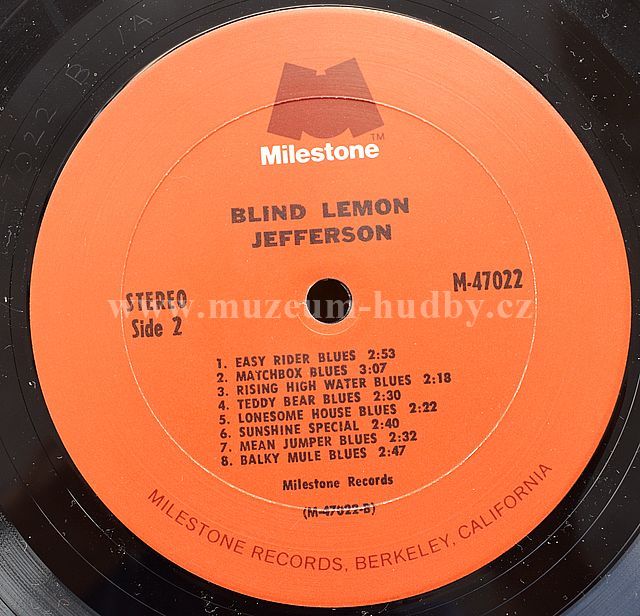 7022 B 1A
TM
Milestone
BLIND LEMON
JEFFERSON
STEREO
M-47022
www.muzeum-hudby.cz
Side 2
1. EASY RIDER BLUES 2:53
2. MATCHBOX BLUES 3:07
3. RISING HIGH WATER BLUES 2:18
4. TEDDY BEAR BLUES 2:30
5. LONESOME HOUSE BLUES 2:22
6. SUNSHINE SPECIAL 2:40
7. MEAN JUMPER BLUES 2:32
8. BALKY MULE BLUES 2:47
Milestone Records
(M-47022-B)
MILESTONE RECORDS, BERKELEY, CALIFORNIA